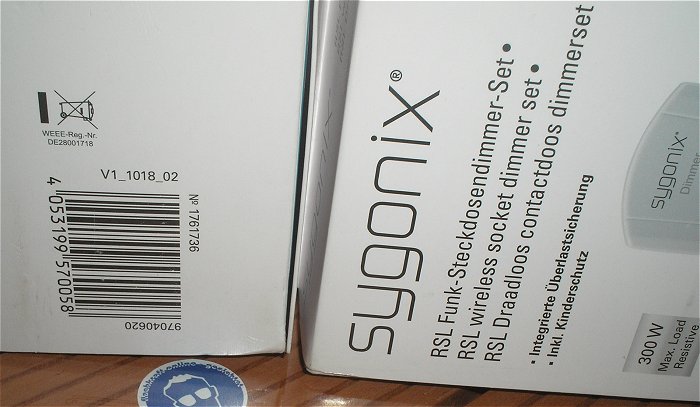 WEEE-Reg.-Nr.
DE28001718
V1_1018_02
№ 1761736
4 053199 570058
97040620
sygonix®
RSL Funk-Steckdosendimmer-Set •
RSL wireless socket dimmer set •
RSL Draadloos contactdoos dimmerset
• Integrierte Überlastsicherung
• Inkl. Kinderschutz
sygonix
Dimmer
300 W
Max. Load
Resistive